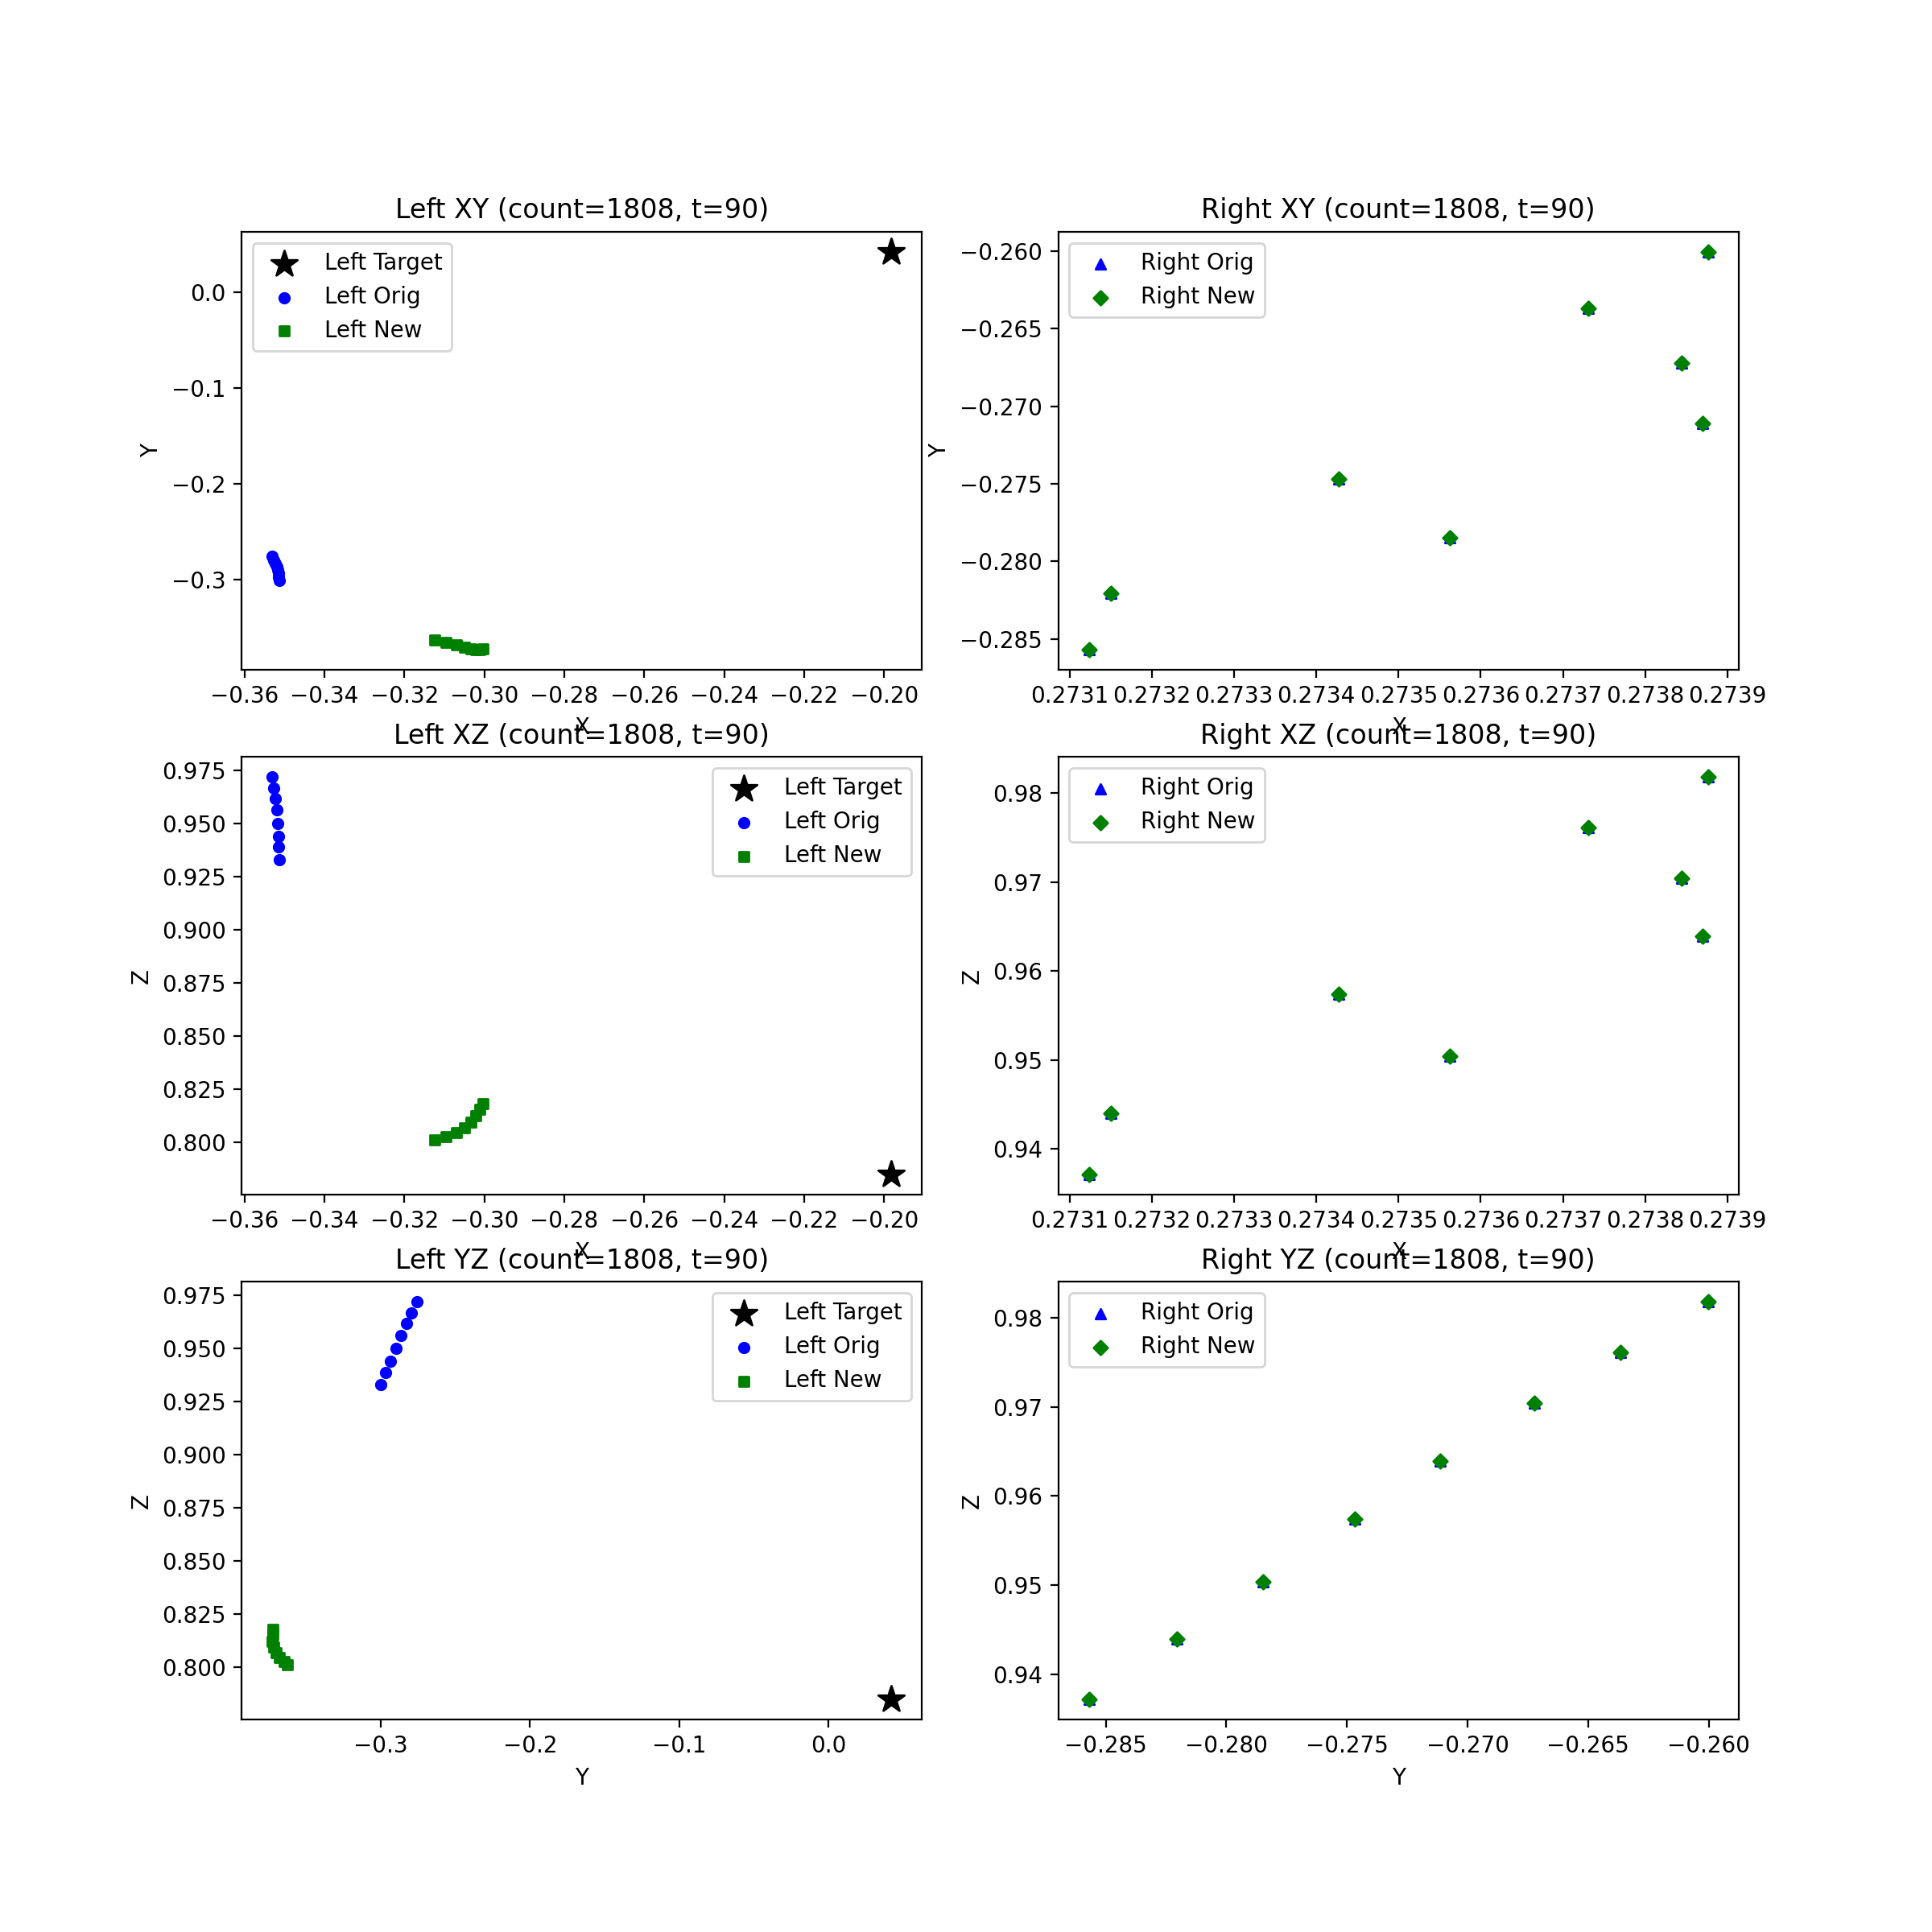 Left XY (count=1808, t=90)
Left Target
Left Orig
Left New
0.0
−0.1
−0.2
−0.3
Y
−0.36 −0.34 −0.32 −0.30 −0.28 −0.26 −0.24 −0.22 −0.20
X
Right XY (count=1808, t=90)
Right Orig
Right New
−0.260
−0.265
−0.270
−0.275
−0.280
−0.285
Y
0.2731 0.2732 0.2733 0.2734 0.2735 0.2736 0.2737 0.2738 0.2739
X
Left XZ (count=1808, t=90)
Left Target
Left Orig
Left New
0.975
0.950
0.925
0.900
0.875
0.850
0.825
0.800
Z
−0.36 −0.34 −0.32 −0.30 −0.28 −0.26 −0.24 −0.22 −0.20
X
Right XZ (count=1808, t=90)
Right Orig
Right New
0.98
0.97
0.96
0.95
0.94
Z
0.2731 0.2732 0.2733 0.2734 0.2735 0.2736 0.2737 0.2738 0.2739
X
Left YZ (count=1808, t=90)
Left Target
Left Orig
Left New
0.975
0.950
0.925
0.900
0.875
0.850
0.825
0.800
Z
−0.3 −0.2 −0.1 0.0
Y
Right YZ (count=1808, t=90)
Right Orig
Right New
0.98
0.97
0.96
0.95
0.94
Z
−0.285 −0.280 −0.275 −0.270 −0.265 −0.260
Y